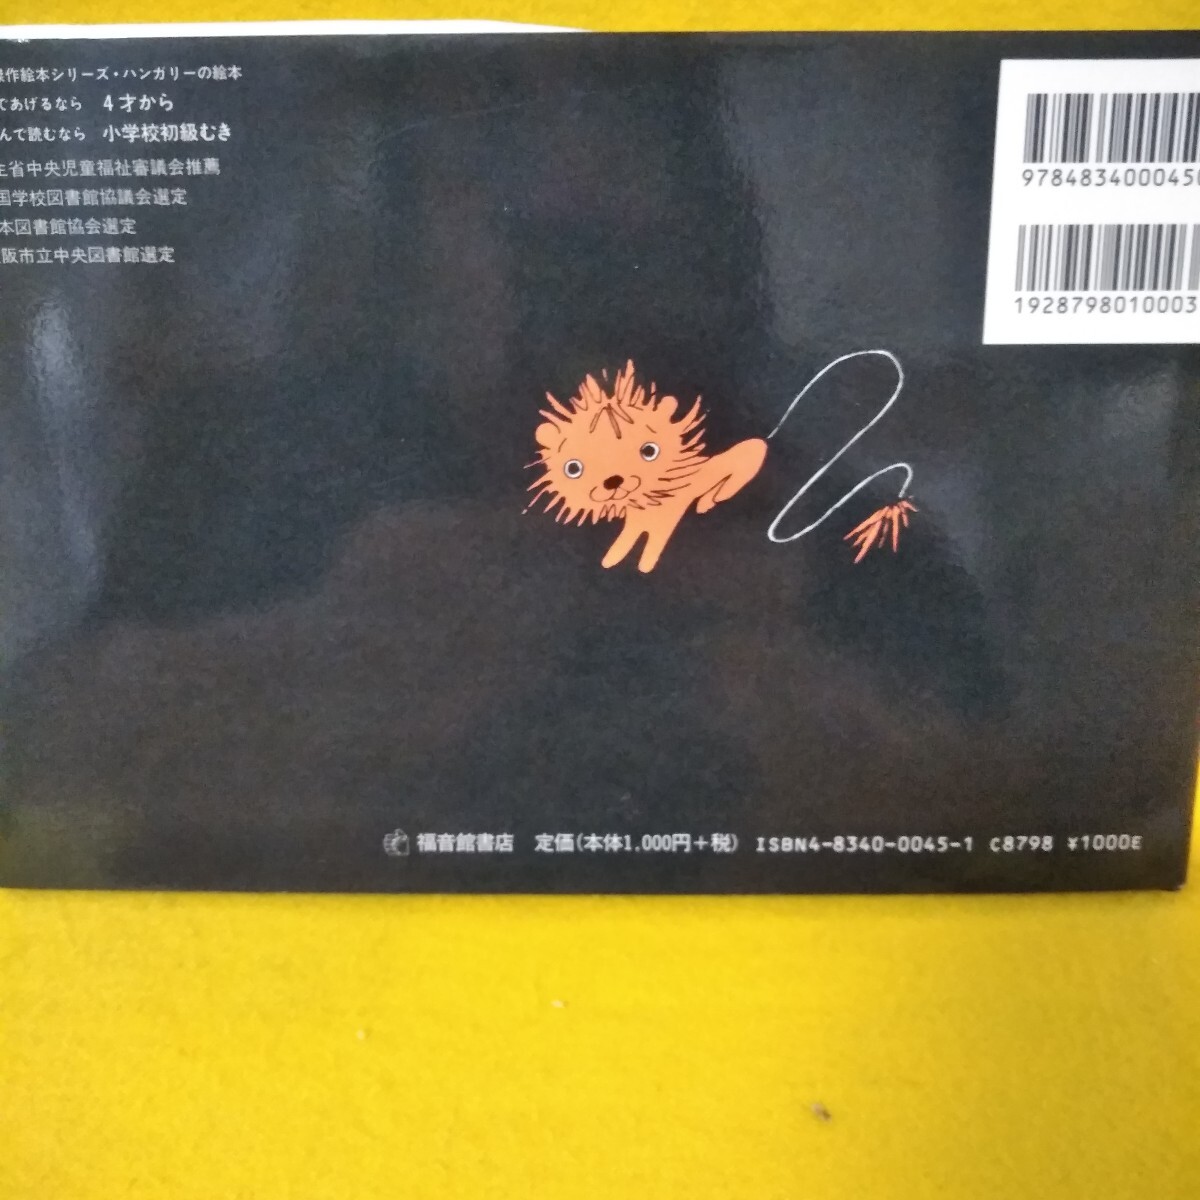 作絵本シリーズ・ハンガリーの絵本
てあげるなら 4才から
んで読むなら 小学校初級むき
省中央児童福祉審議会推薦
国学校図書館協議会選定
本図書館協会選定
阪市立中央図書館選定
978483400045
1928798010003
福音館書店 定価(本体1,000円+税) ISBN4-8340-0045-1 C8798 ¥1000E